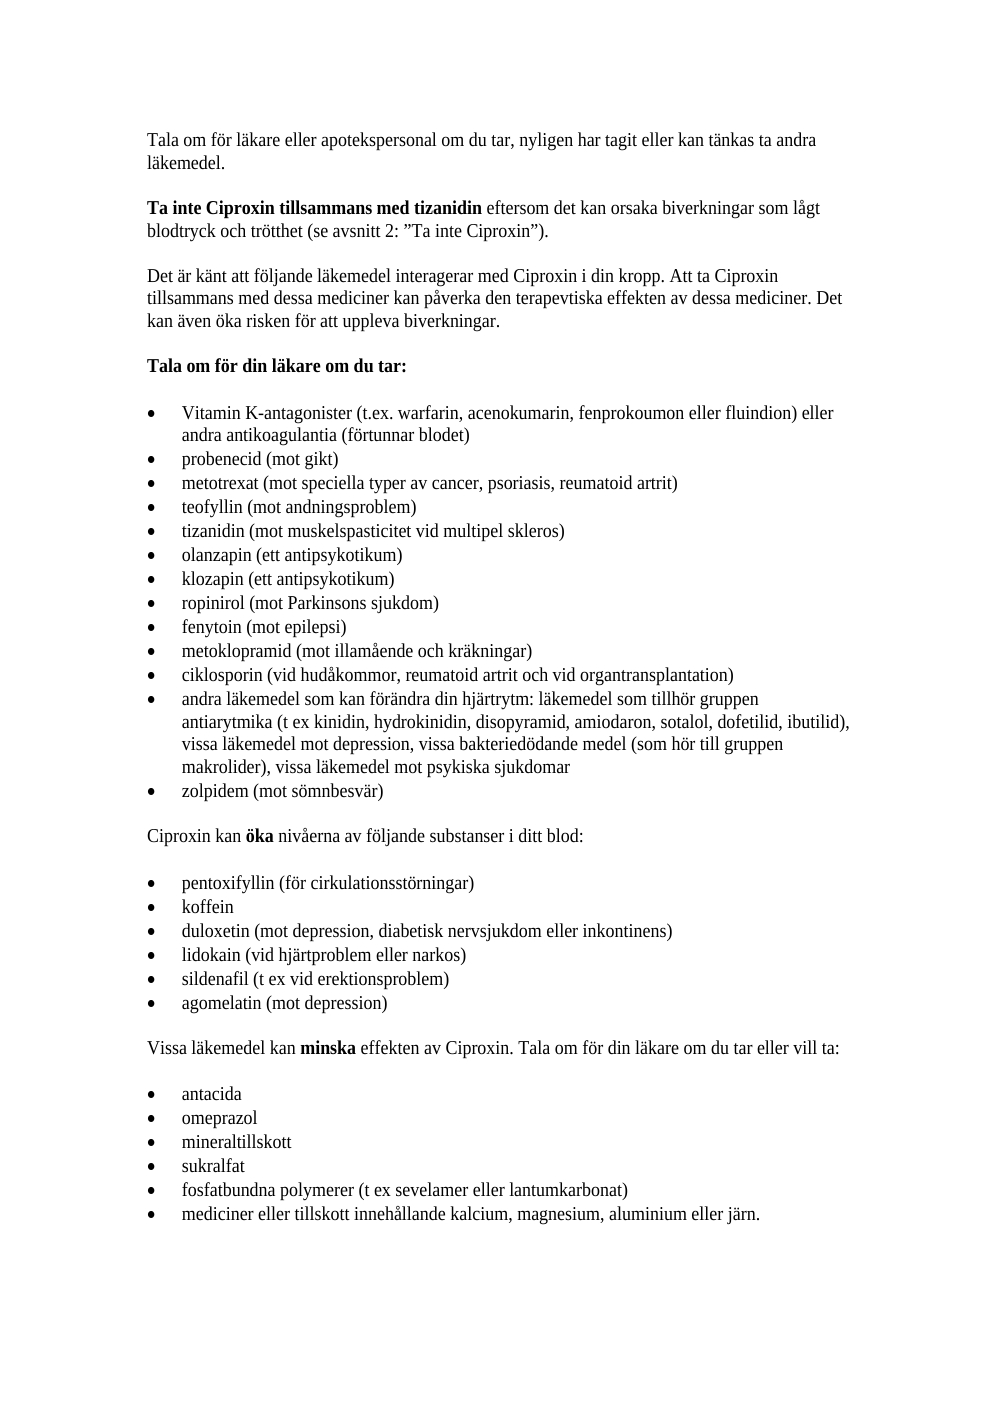 Tala om för läkare eller apotekspersonal om du tar, nyligen har tagit eller kan tänkas ta andra
läkemedel.
Ta inte Ciproxin tillsammans med tizanidin eftersom det kan orsaka biverkningar som lågt
blodtryck och trötthet (se avsnitt 2: ”Ta inte Ciproxin”).
Det är känt att följande läkemedel interagerar med Ciproxin i din kropp. Att ta Ciproxin
tillsammans med dessa mediciner kan påverka den terapevtiska effekten av dessa mediciner. Det
kan även öka risken för att uppleva biverkningar.
Tala om för din läkare om du tar:
• Vitamin K-antagonister (t.ex. warfarin, acenokumarin, fenprokoumon eller fluindion) eller
andra antikoagulantia (förtunnar blodet)
• probenecid (mot gikt)
• metotrexat (mot speciella typer av cancer, psoriasis, reumatoid artrit)
• teofyllin (mot andningsproblem)
• tizanidin (mot muskelspasticitet vid multipel skleros)
• olanzapin (ett antipsykotikum)
• klozapin (ett antipsykotikum)
• ropinirol (mot Parkinsons sjukdom)
• fenytoin (mot epilepsi)
• metoklopramid (mot illamående och kräkningar)
• ciklosporin (vid hudåkommor, reumatoid artrit och vid organtransplantation)
• andra läkemedel som kan förändra din hjärtrytm: läkemedel som tillhör gruppen
antiarytmika (t ex kinidin, hydrokinidin, disopyramid, amiodaron, sotalol, dofetilid, ibutilid),
vissa läkemedel mot depression, vissa bakteriedödande medel (som hör till gruppen
makrolider), vissa läkemedel mot psykiska sjukdomar
• zolpidem (mot sömnbesvär)
Ciproxin kan öka nivåerna av följande substanser i ditt blod:
• pentoxifyllin (för cirkulationsstörningar)
• koffein
• duloxetin (mot depression, diabetisk nervsjukdom eller inkontinens)
• lidokain (vid hjärtproblem eller narkos)
• sildenafil (t ex vid erektionsproblem)
• agomelatin (mot depression)
Vissa läkemedel kan minska effekten av Ciproxin. Tala om för din läkare om du tar eller vill ta:
• antacida
• omeprazol
• mineraltillskott
• sukralfat
• fosfatbundna polymerer (t ex sevelamer eller lantumkarbonat)
• mediciner eller tillskott innehållande kalcium, magnesium, aluminium eller järn.